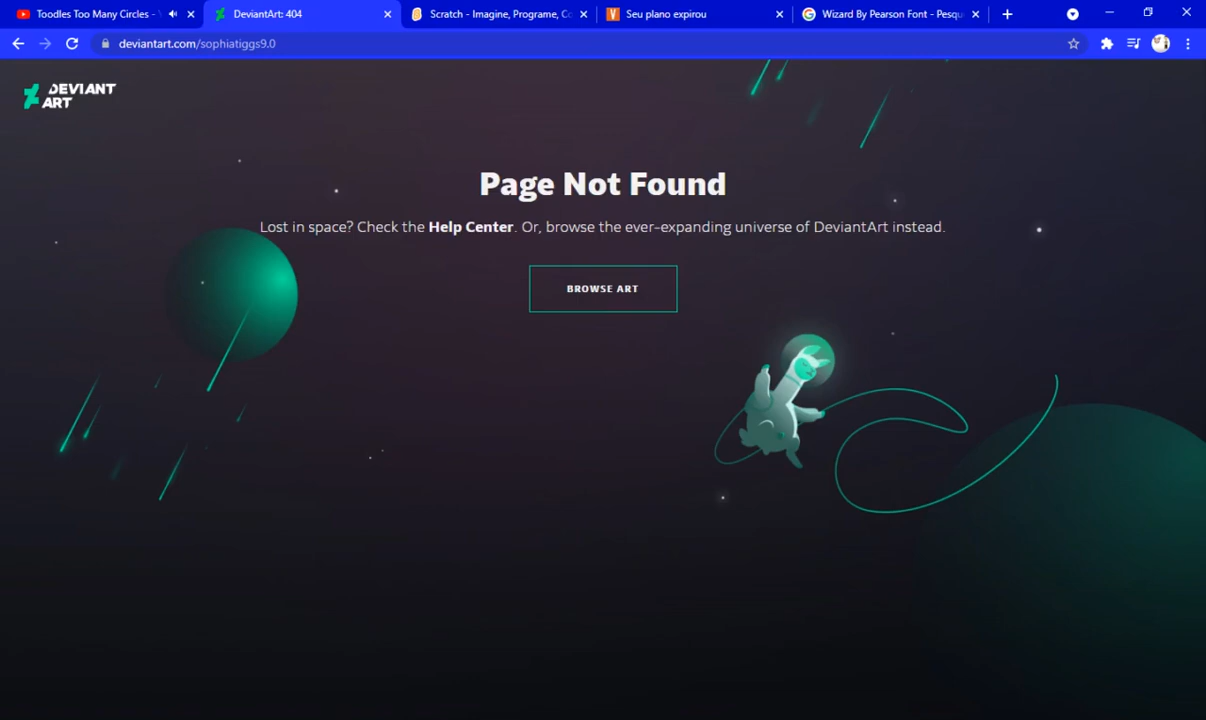 Toodles Too Many Circles - Y
DeviantArt: 404
Scratch - Imagine, Programe, Co
Seu plano expirou
Wizard By Pearson Font - Pesqu
deviantart.com/sophiatiggs9.0
DEVIANT
ART
Page Not Found
Lost in space? Check the Help Center. Or, browse the ever-expanding universe of DeviantArt instead.
BROWSE ART